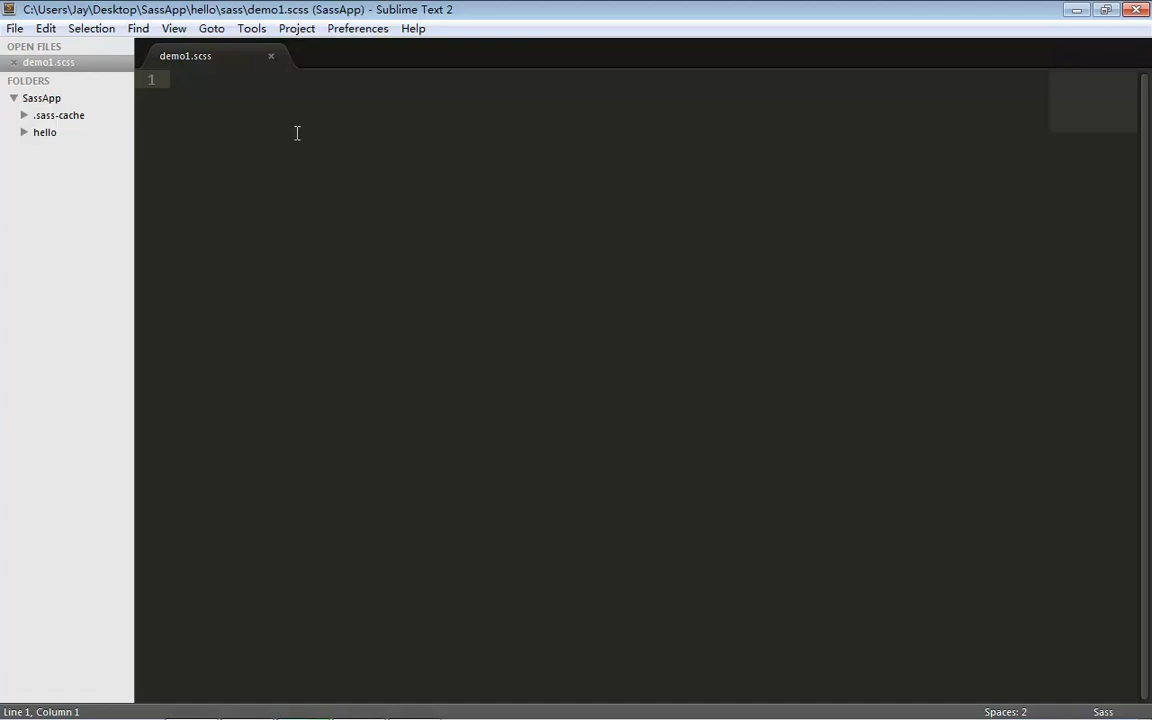 C:\Users\Jay\Desktop\SassApp\hello\sass\demo1.scss (SassApp) - Sublime Text 2
File Edit Selection Find View Goto Tools Project Preferences Help
OPEN FILES
demo1.scss
FOLDERS
SassApp
.sass-cache
hello
demo1.scss
1
Line 1, Column 1
Spaces: 2
Sass